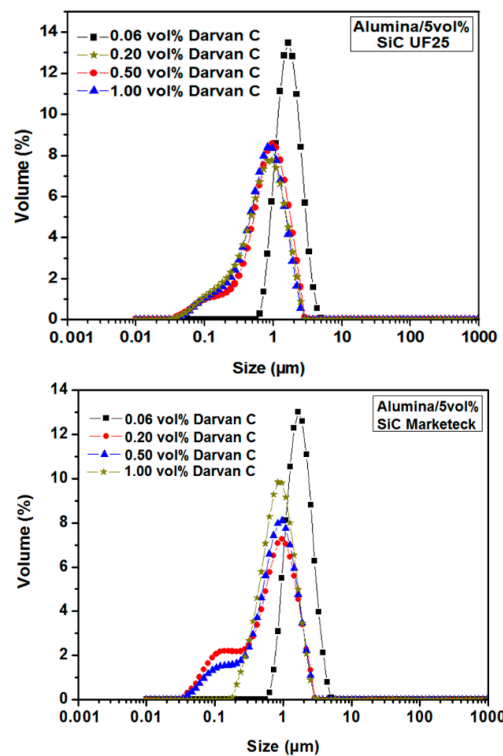 Alumina/5vol%
SiC UF25
0.06 vol% Darvan C
0.20 vol% Darvan C
0.50 vol% Darvan C
1.00 vol% Darvan C
14
12
10
8
6
4
2
0
Volume (%)
0.001 0.01 0.1 1 10 100 1000
Size (µm)
Alumina/5vol%
SiC Marketeck
0.06 vol% Darvan C
0.20 vol% Darvan C
0.50 vol% Darvan C
1.00 vol% Darvan C
14
12
10
8
6
4
2
0
Volume (%)
0.001 0.01 0.1 1 10 100 1000
Size (µm)